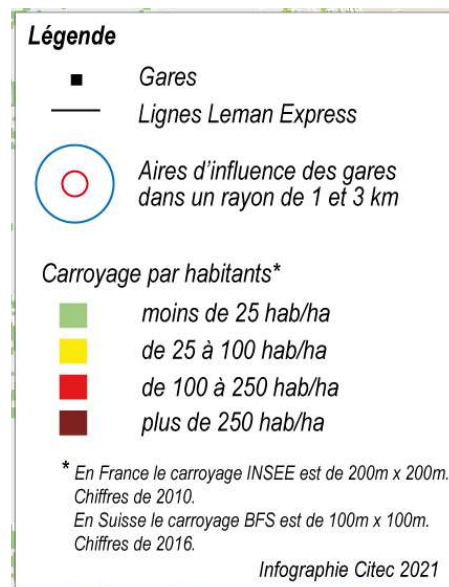 Légende
Gares
Lignes Leman Express
Aires d'influence des gares
dans un rayon de 1 et 3 km
Carroyage par habitants*
moins de 25 hab/ha
de 25 à 100 hab/ha
de 100 à 250 hab/ha
plus de 250 hab/ha
* En France le carroyage INSEE est de 200m x 200m.
Chiffres de 2010.
En Suisse le carroyage BFS est de 100m x 100m.
Chiffres de 2016.
Infographie Citec 2021